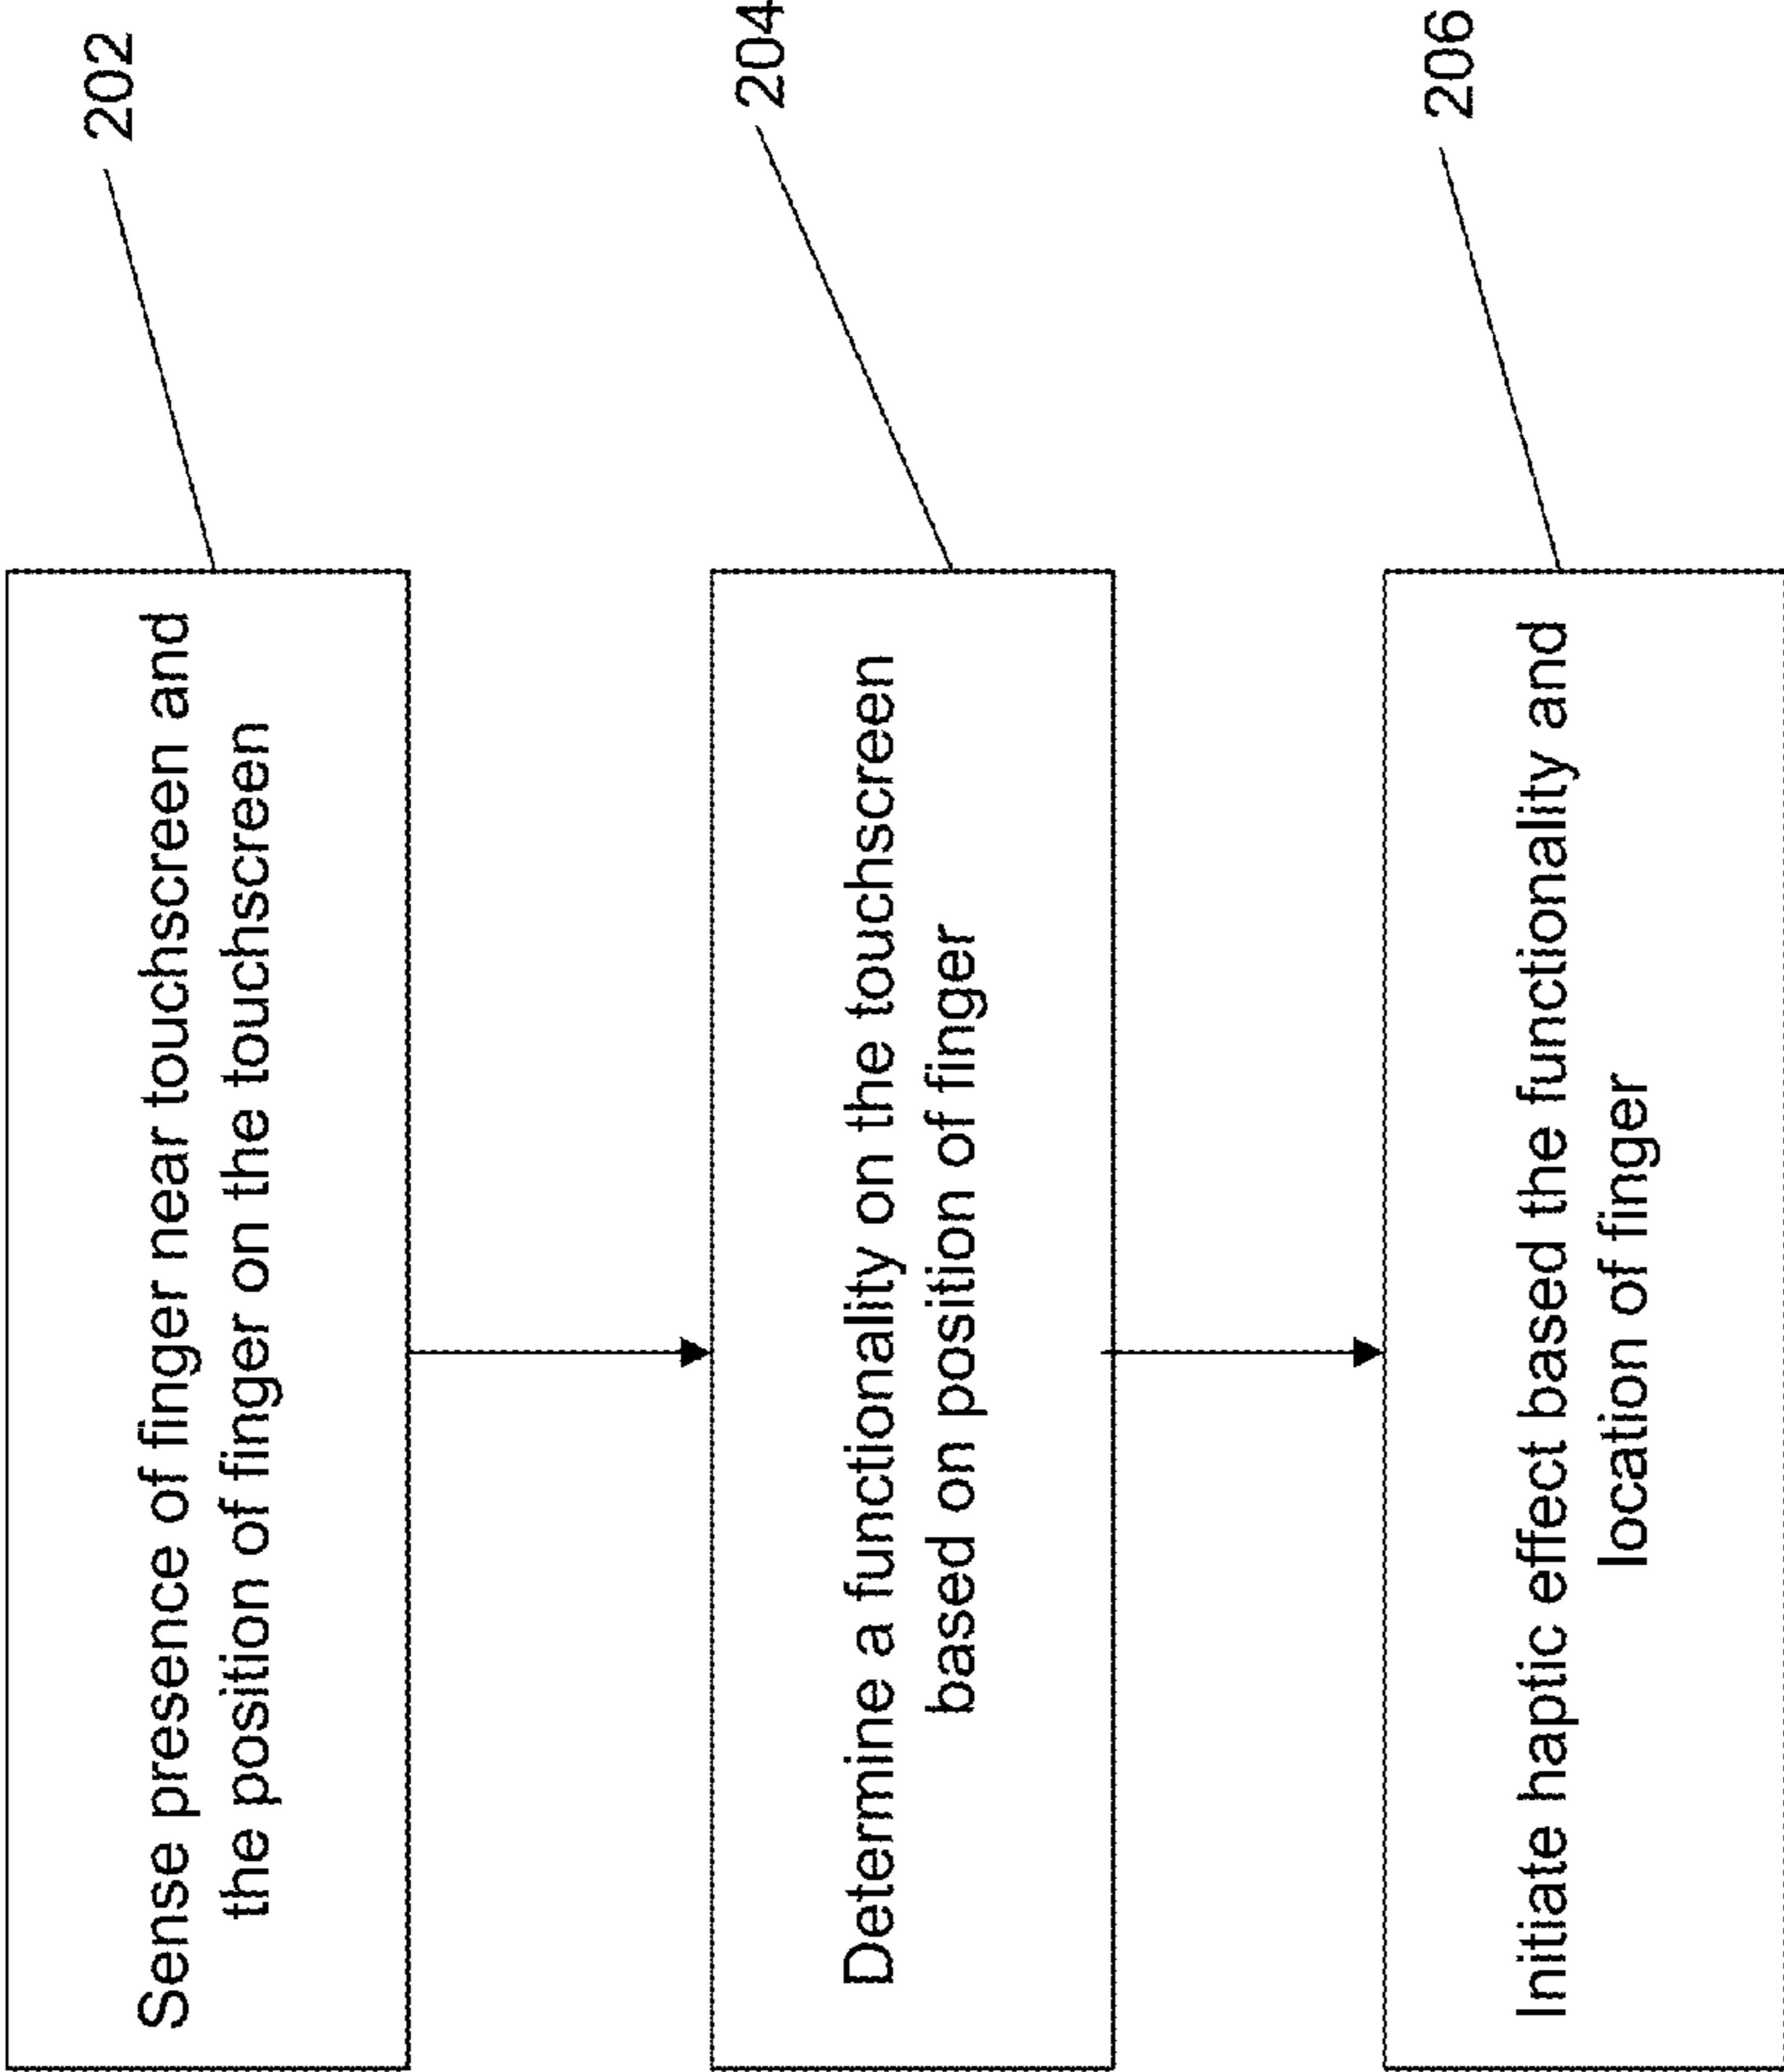 Sense presence of finger near touchscreen and
the position of finger on the touchscreen
202
Determine a functionality on the touchscreen
based on position of finger
204
Initiate haptic effect based the functionality and
location of finger
206